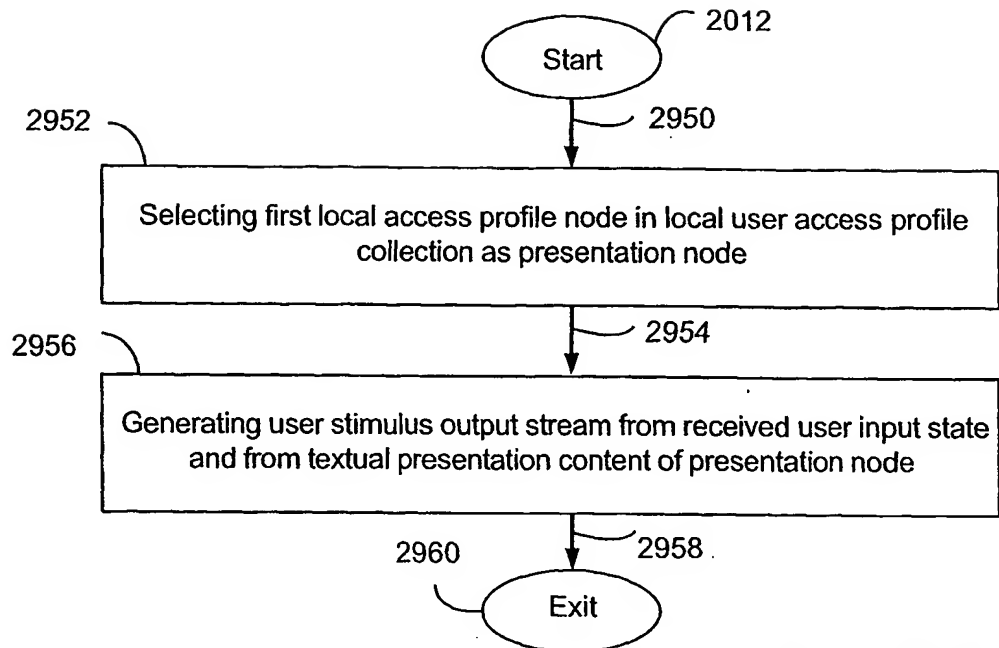 2012
Start
2950
2952
Selecting first local access profile node in local user access profile
collection as presentation node
2954
2956
Generating user stimulus output stream from received user input state
and from textual presentation content of presentation node
2958
2960
Exit